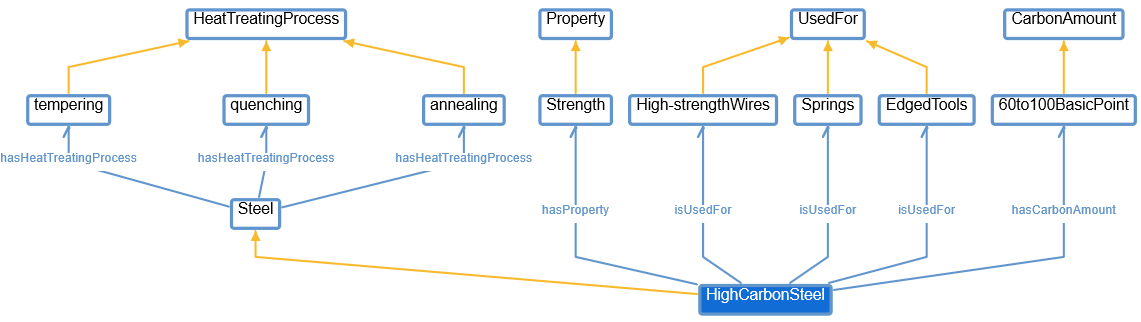 HeatTreatingProcess
Property
UsedFor
CarbonAmount
tempering
quenching
annealing
Strength
High-strengthWires
Springs
EdgedTools
60to100BasicPoint
hasHeatTreatingProcess
hasHeatTreatingProcess
hasHeatTreatingProcess
Steel
hasProperty
isUsedFor
isUsedFor
isUsedFor
hasCarbonAmount
HighCarbonSteel